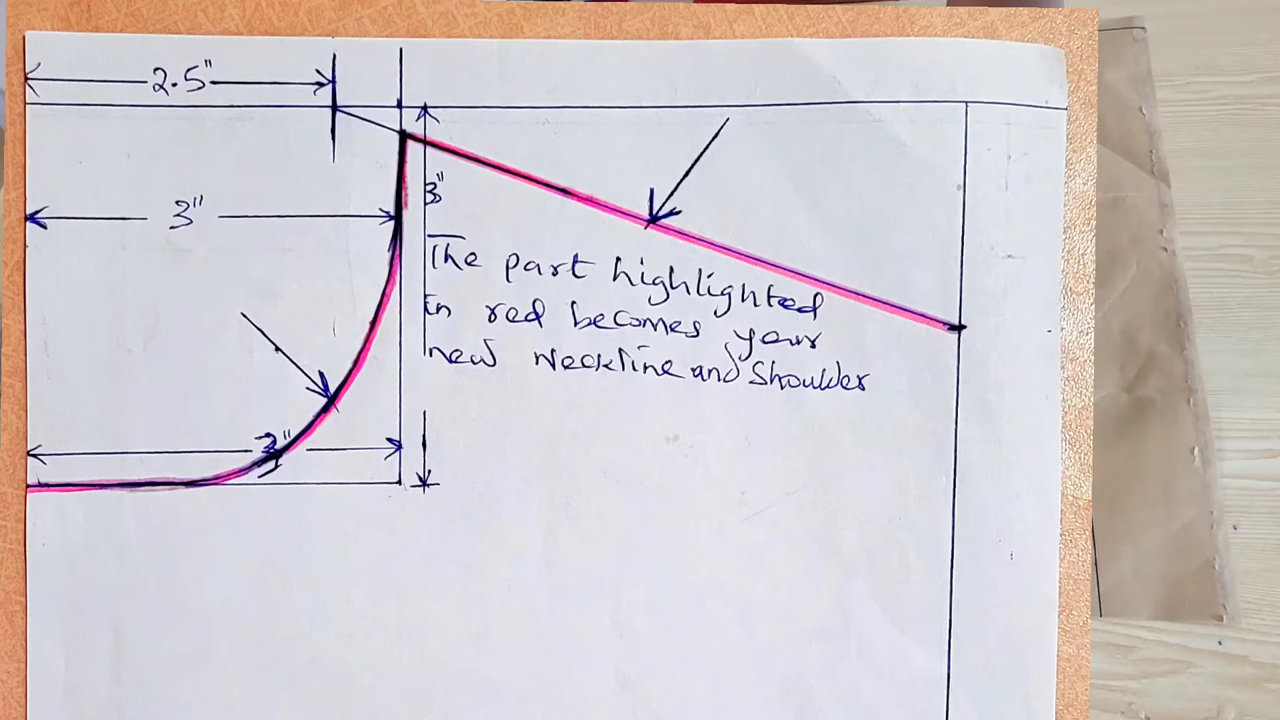 2.5"
3"
3"
The part highlighted
in red becomes your
new Neckline and Shoulder
3"